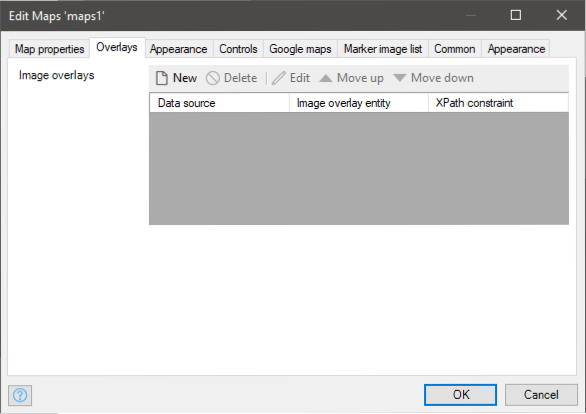 Edit Maps 'maps1'
Map properties Overlays Appearance Controls Google maps Marker image list Common Appearance
Image overlays
New Delete Edit Move up Move down
Data source Image overlay entity XPath constraint
?
OK Cancel